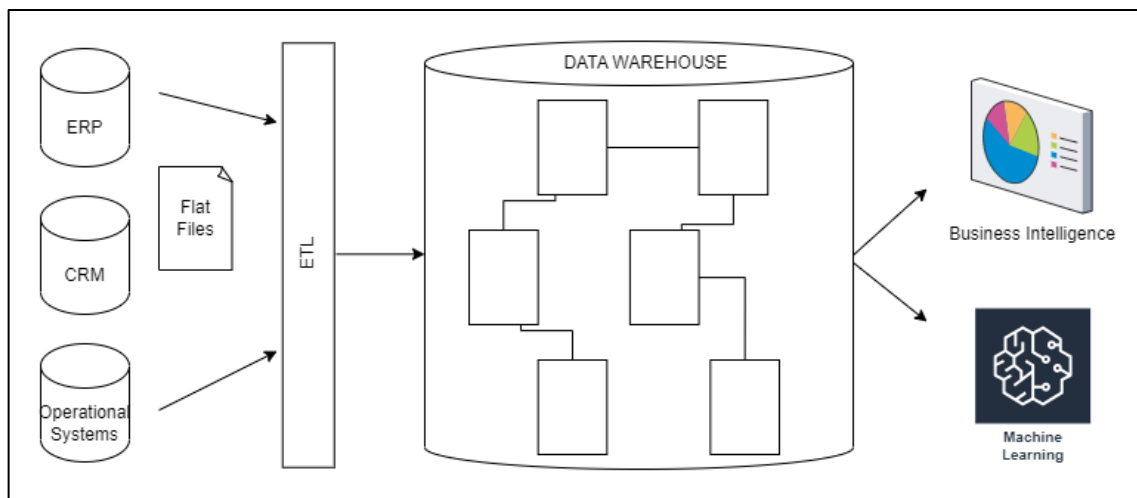 ERP
Flat
Files
CRM
Operational
Systems
ETL
DATA WAREHOUSE
Business Intelligence
Machine
Learning